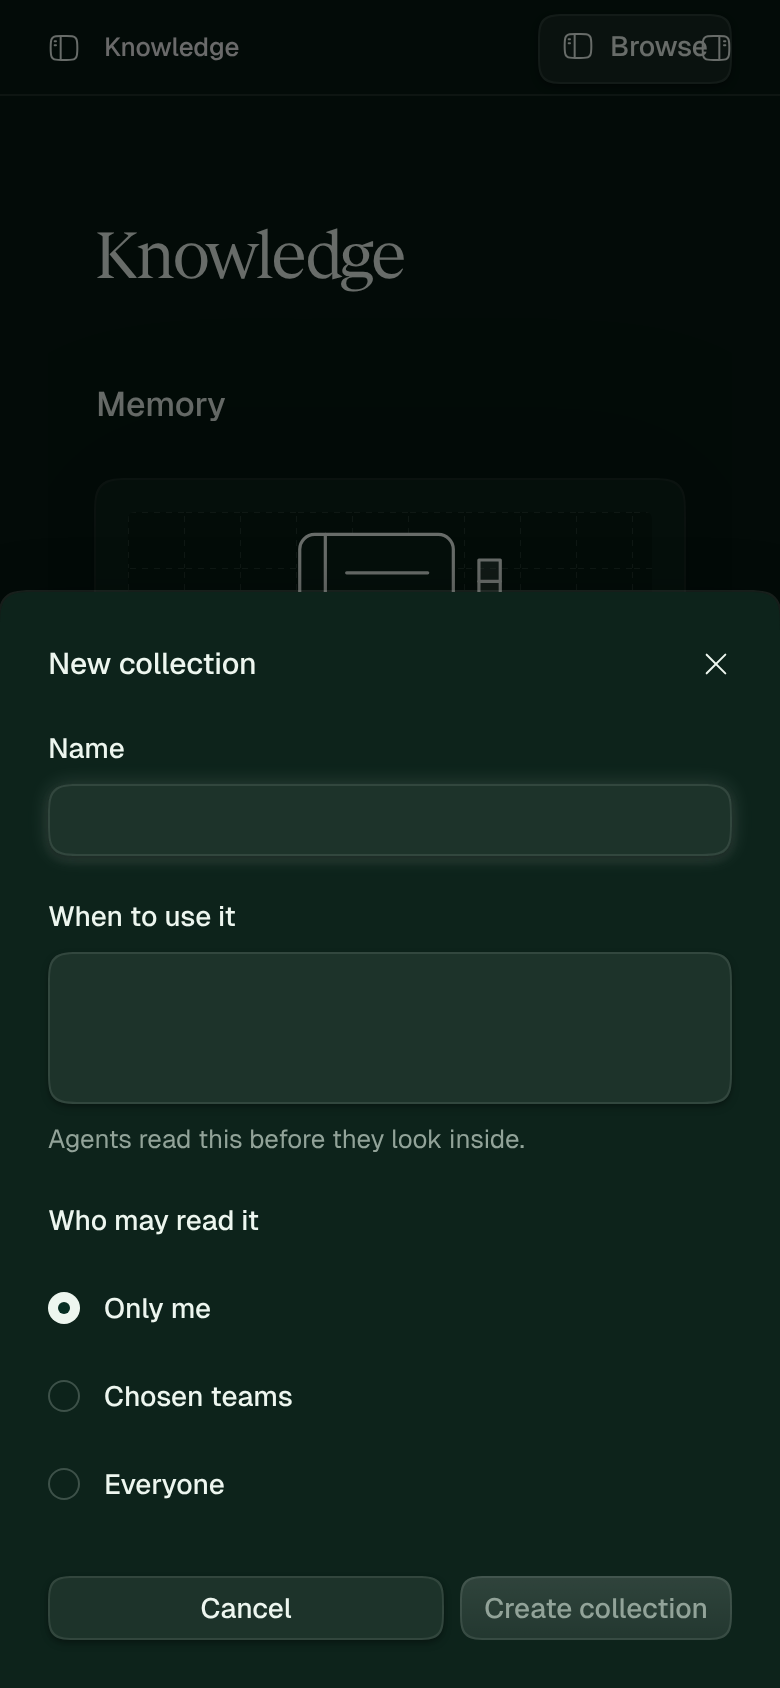 Knowledge
Browse
Knowledge
Memory
New collection
Name
When to use it
Agents read this before they look inside.
Who may read it
Only me
Chosen teams
Everyone
Cancel
Create collection